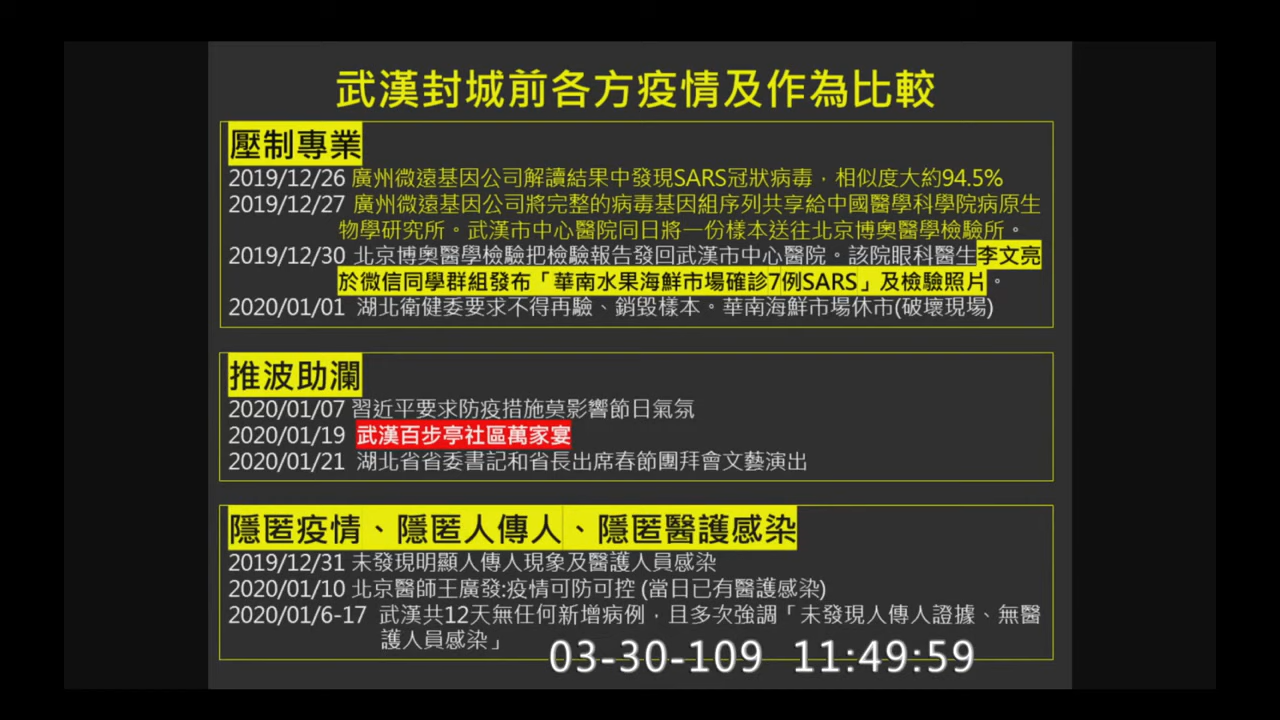 武漢封城前各方疫情及作為比較
壓制專業
2019/12/26 廣州微遠基因公司解讀結果中發現SARS冠狀病毒，相似度大約94.5%
2019/12/27 廣州微遠基因公司將完整的病毒基因組序列共享給中國醫學科學院病原生
物學研究所。武漢市中心醫院同日將一份樣本送往北京博奧醫學檢驗所。
2019/12/30 北京博奧醫學檢驗把檢驗報告發回武漢市中心醫院。該院眼科醫生李文亮
於微信同學群組發布「華南水果海鮮市場確診7例SARS」及檢驗照片。
2020/01/01 湖北衛健委要求不得再驗、銷毀樣本。華南海鮮市場休市(破壞現場)
推波助瀾
2020/01/07 習近平要求防疫措施莫影響節日氣氛
2020/01/19 武漢百步亭社區萬家宴
2020/01/21 湖北省省委書記和省長出席春節團拜會文藝演出
隱匿疫情、隱匿人傳人、隱匿醫護感染
2019/12/31 未發現明顯人傳人現象及醫護人員感染
2020/01/10 北京醫師王廣發:疫情可防可控 (當日已有醫護感染)
2020/01/6-17 武漢共12天無任何新增病例，且多次強調「未發現人傳人證據、無醫
護人員感染」
03-30-109 11:49:59